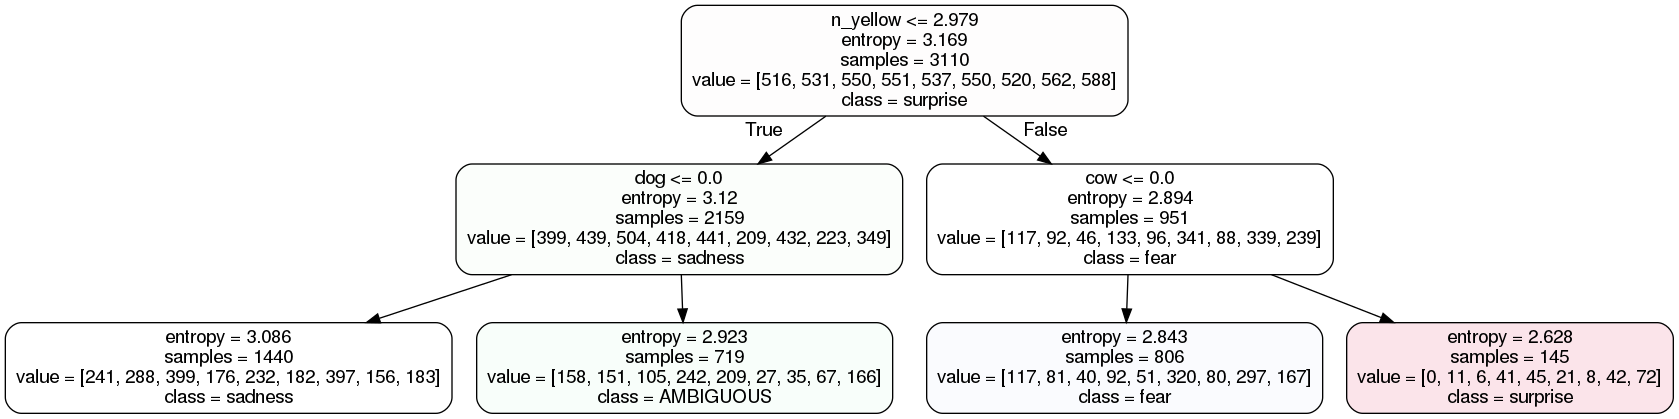 n_yellow <= 2.979
entropy = 3.169
samples = 3110
value = [516, 531, 550, 551, 537, 550, 520, 562, 588]
class = surprise
True
False
dog <= 0.0
entropy = 3.12
samples = 2159
value = [399, 439, 504, 418, 441, 209, 432, 223, 349]
class = sadness
cow <= 0.0
entropy = 2.894
samples = 951
value = [117, 92, 46, 133, 96, 341, 88, 339, 239]
class = fear
entropy = 3.086
samples = 1440
value = [241, 288, 399, 176, 232, 182, 397, 156, 183]
class = sadness
entropy = 2.923
samples = 719
value = [158, 151, 105, 242, 209, 27, 35, 67, 166]
class = AMBIGUOUS
entropy = 2.843
samples = 806
value = [117, 81, 40, 92, 51, 320, 80, 297, 167]
class = fear
entropy = 2.628
samples = 145
value = [0, 11, 6, 41, 45, 21, 8, 42, 72]
class = surprise